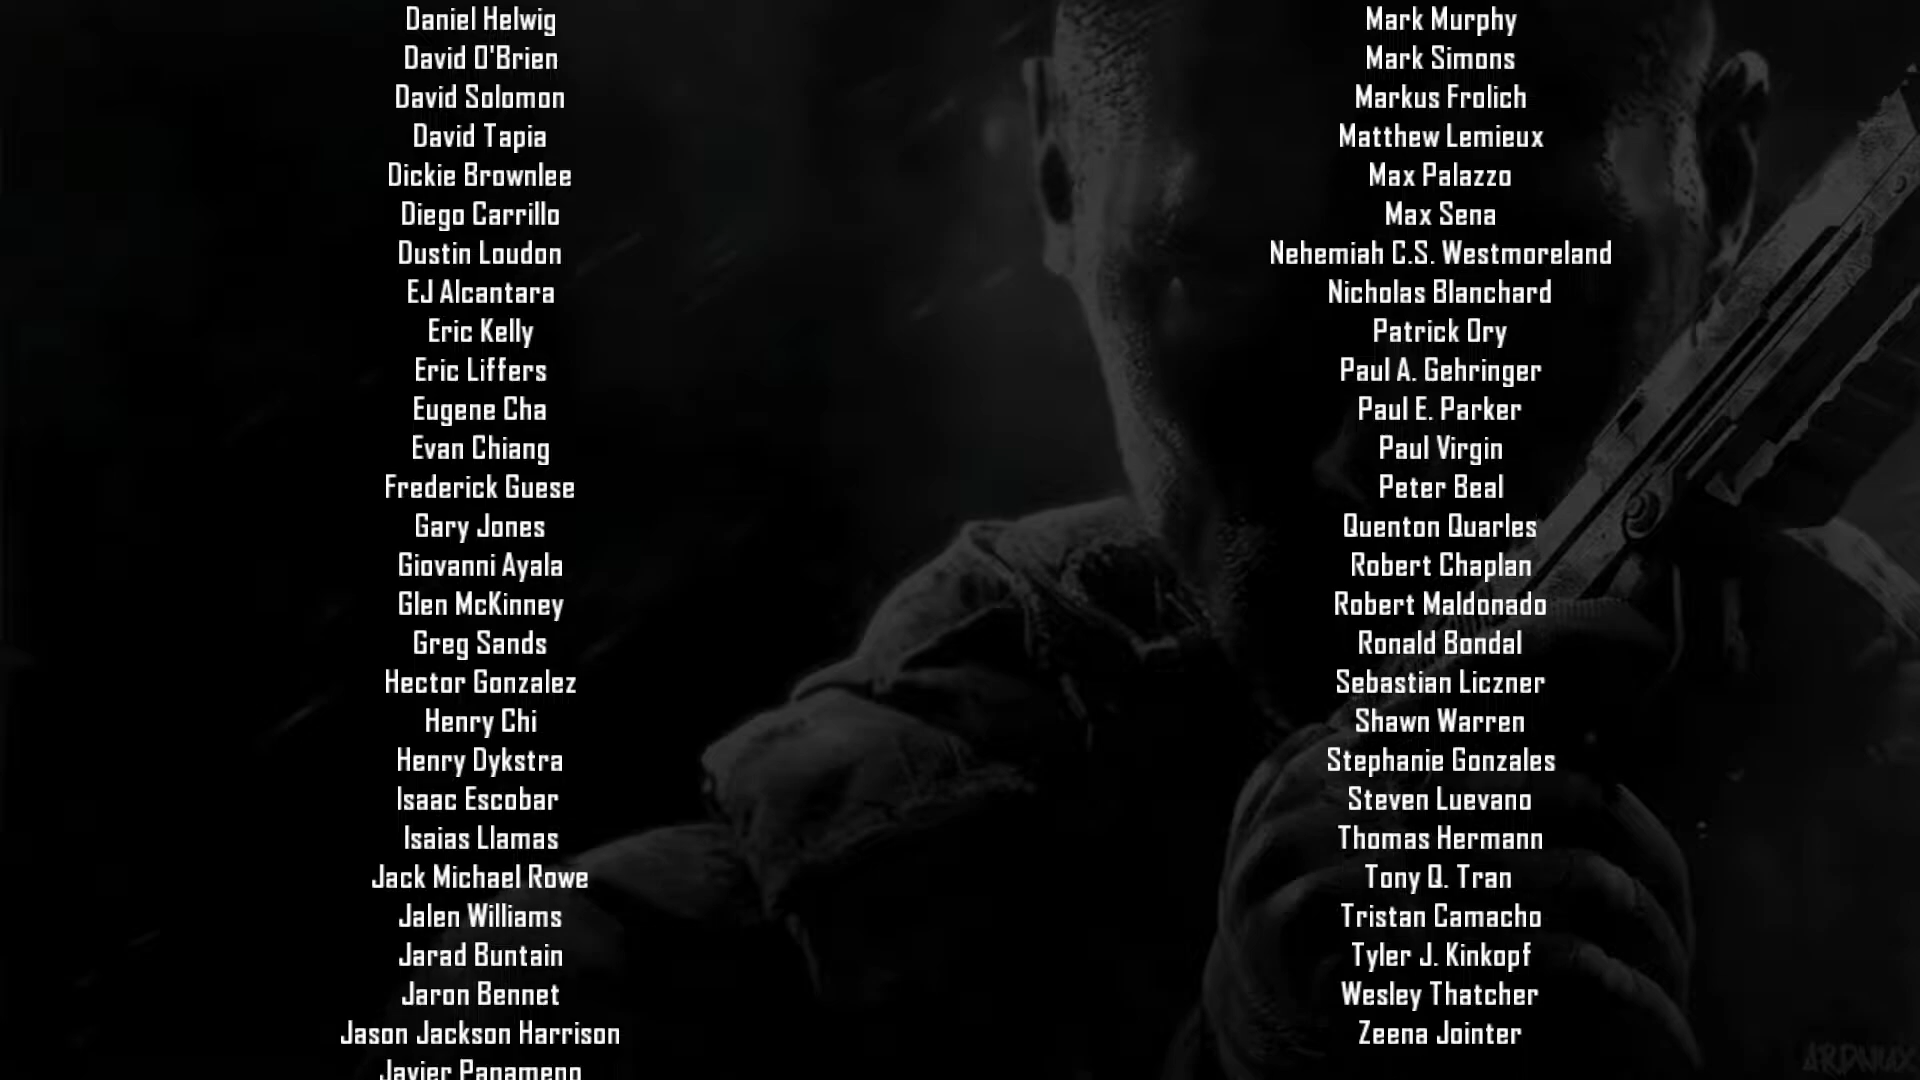 Daniel Helwig
David O'Brien
David Solomon
David Tapia
Dickie Brownlee
Diego Carrillo
Dustin Loudon
EJ Alcantara
Eric Kelly
Eric Liffers
Eugene Cha
Evan Chiang
Frederick Guese
Gary Jones
Giovanni Ayala
Glen McKinney
Greg Sands
Hector Gonzalez
Henry Chi
Henry Dykstra
Isaac Escobar
Isaias Llamas
Jack Michael Rowe
Jalen Williams
Jarad Buntain
Jaron Bennet
Jason Jackson Harrison
Javier Panameno
Mark Murphy
Mark Simons
Markus Frolich
Matthew Lemieux
Max Palazzo
Max Sena
Nehemiah C.S. Westmoreland
Nicholas Blanchard
Patrick Ory
Paul A. Gehringer
Paul E. Parker
Paul Virgin
Peter Beal
Quenton Quarles
Robert Chaplan
Robert Maldonado
Ronald Bondal
Sebastian Liczner
Shawn Warren
Stephanie Gonzales
Steven Luevano
Thomas Hermann
Tony Q. Tran
Tristan Camacho
Tyler J. Kinkopf
Wesley Thatcher
Zeena Jointer